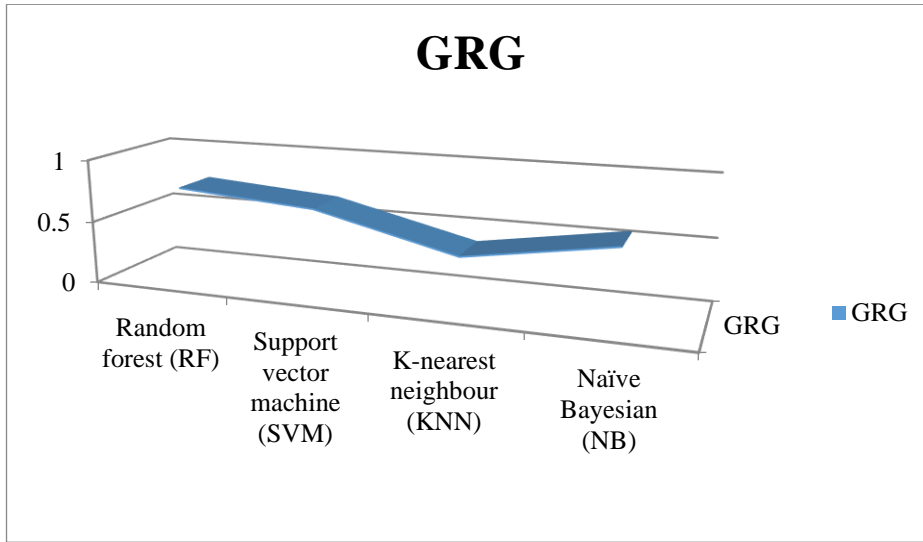 GRG
1
0.5
0
Random
forest (RF)
Support
vector
machine
(SVM)
K-nearest
neighbour
(KNN)
Naïve
Bayesian
(NB)
GRG
GRG